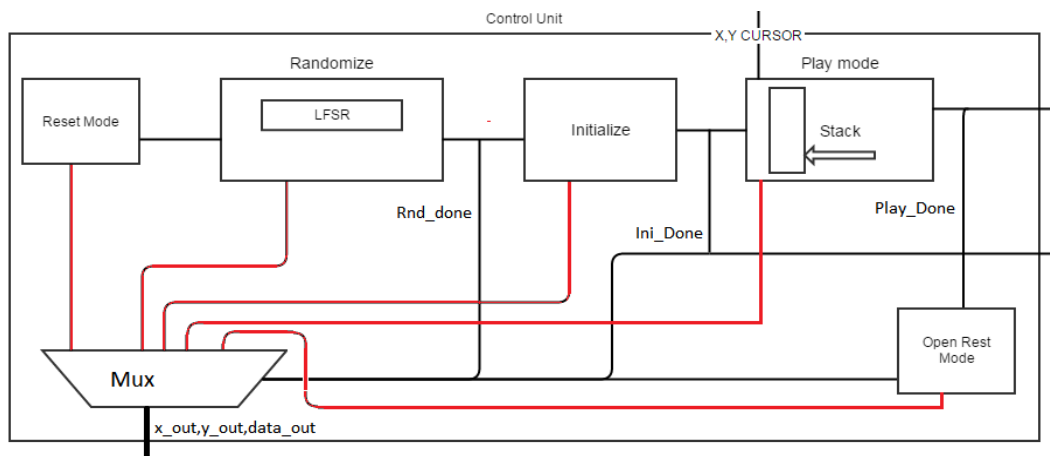 Control Unit
X,Y CURSOR
Randomize
Play mode
Reset Mode
LFSR
Initialize
Stack
Rnd_done
Ini_Done
Play_Done
Open Rest
Mode
Mux
x_out,y_out,data_out